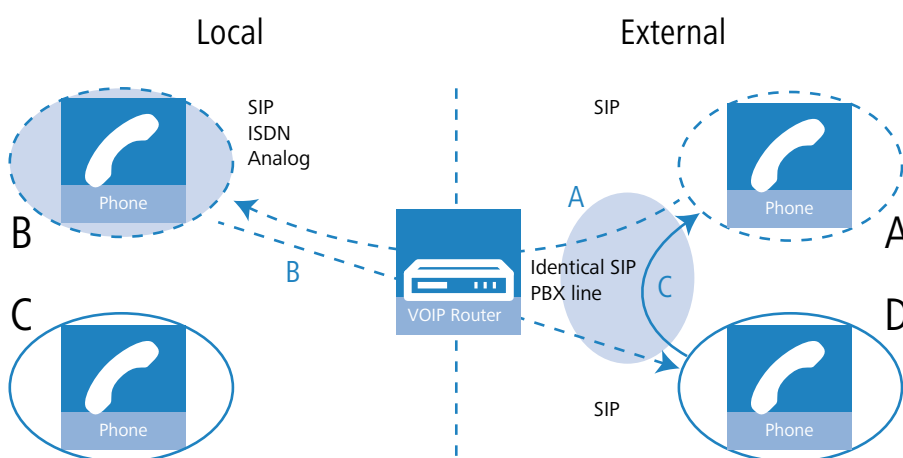 Local
External
SIP
ISDN
Analog
SIP
Phone
Phone
A
B
A
B
Identical SIP
PBX line
C
VOIP Router
C
D
Phone
SIP
Phone